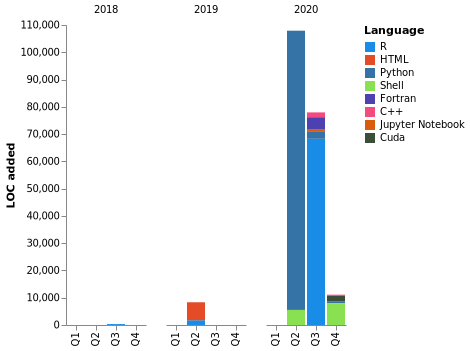 2018 2019 2020
110,000
100,000
90,000
80,000
70,000
60,000
50,000
40,000
30,000
20,000
10,000
0
LOC added
Q1 Q2 Q3 Q4 Q1 Q2 Q3 Q4 Q1 Q2 Q3 Q4
Language
R
HTML
Python
Shell
Fortran
C++
Jupyter Notebook
Cuda